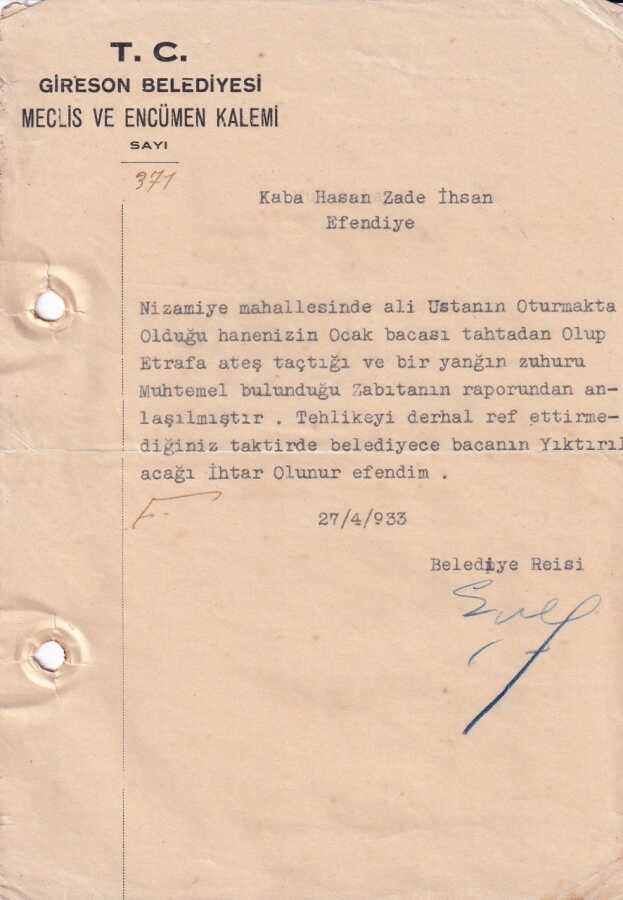 T. C.
GİRESON BELEDİYESİ
MECLİS VE ENCÜMEN KALEMİ
SAYI
371
Kaba Hasan Zade İhsan
Efendiye
Nizamiye mahallesinde ali Ustanın Oturmakta
Olduğu hanenizin Ocak bacası tahtadan Olup
Etrafa ateş taçtığı ve bir yanğın zuhuru
Muhtemel bulunduğu Zabıtanın raporundan an-
laşılmıştır . Tehlikeyi derhal ref ettirme-
diğiniz taktirde belediyece bacanın Yıktırıl
acağı İhtar Olunur efendim .
27/4/933
Belediye Reisi